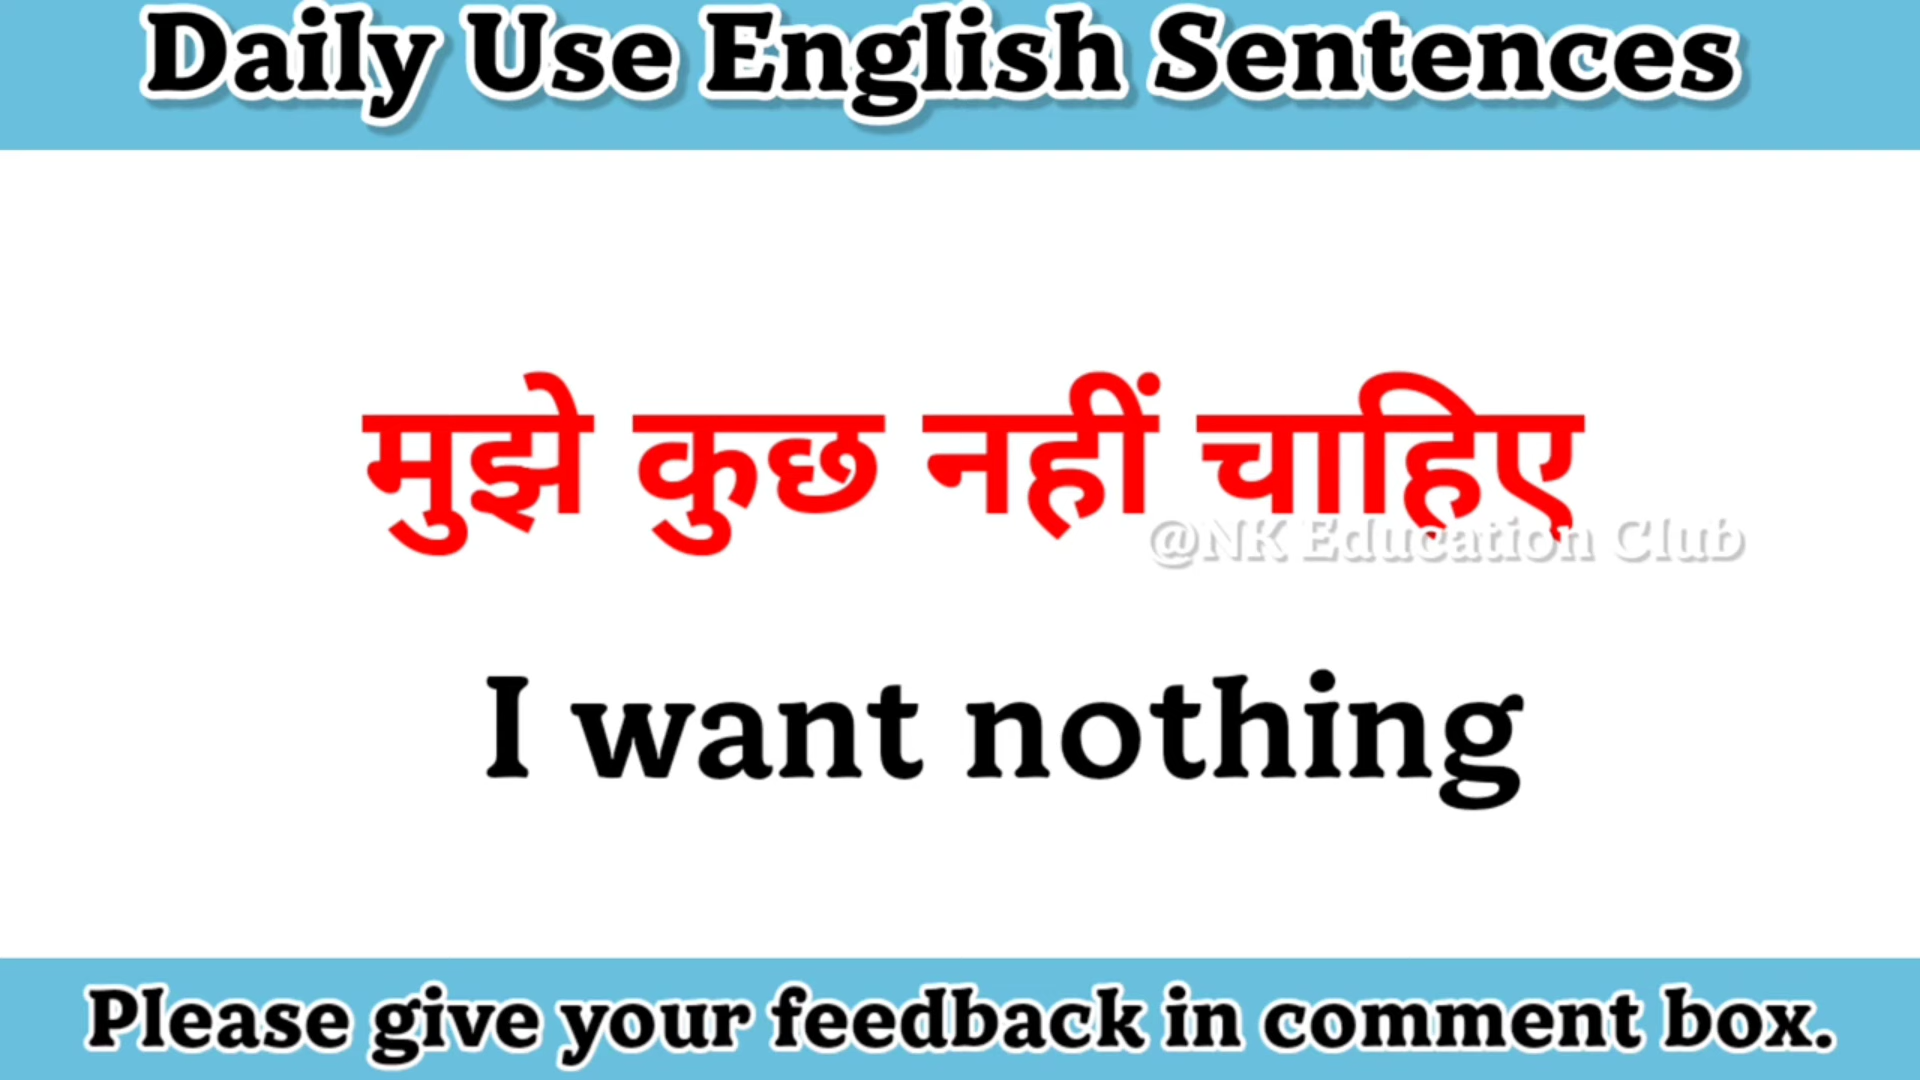 Daily Use English Sentences
मुझे कुछ नहीं चाहिए
@NK Education Club
I want nothing
Please give your feedback in comment box.